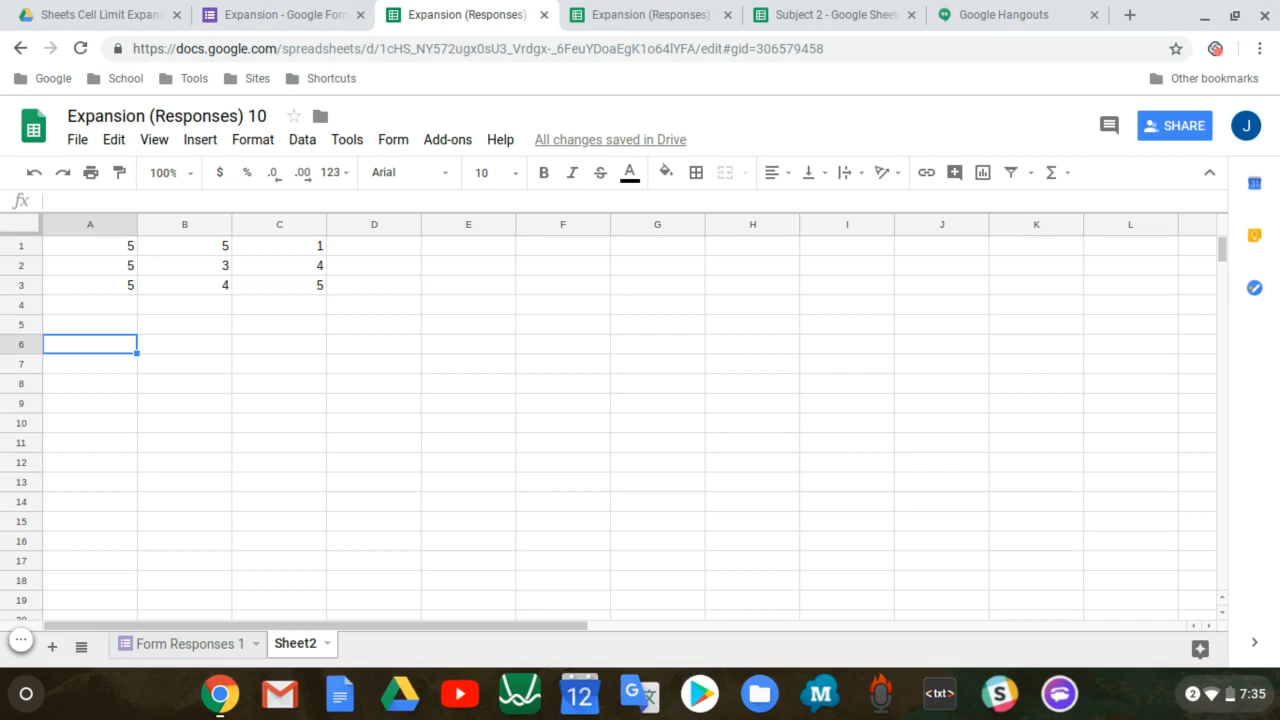 Sheets Cell Limit Expans
Expansion - Google Form
Expansion (Responses)
Expansion (Responses)
Subject 2 - Google Sheet
Google Hangouts
https://docs.google.com/spreadsheets/d/1cHS_NY572ugx0sU3_Vrdgx-_6FeuYDoaEgK1o64lYFA/edit#gid=306579458
Google School Tools Sites Shortcuts Other bookmarks
Expansion (Responses) 10
File Edit View Insert Format Data Tools Form Add-ons Help All changes saved in Drive
SHARE
J
100% $ % .0 .00 123 Arial 10 B I S A
fx
A B C D E F G H I J K L
1 5 5 1
2 5 3 4
3 5 4 5
4
5
6
7
8
9
10
11
12
13
14
15
16
17
18
19
20
Form Responses 1 Sheet2
12
M
<txt>
S
2 7:35